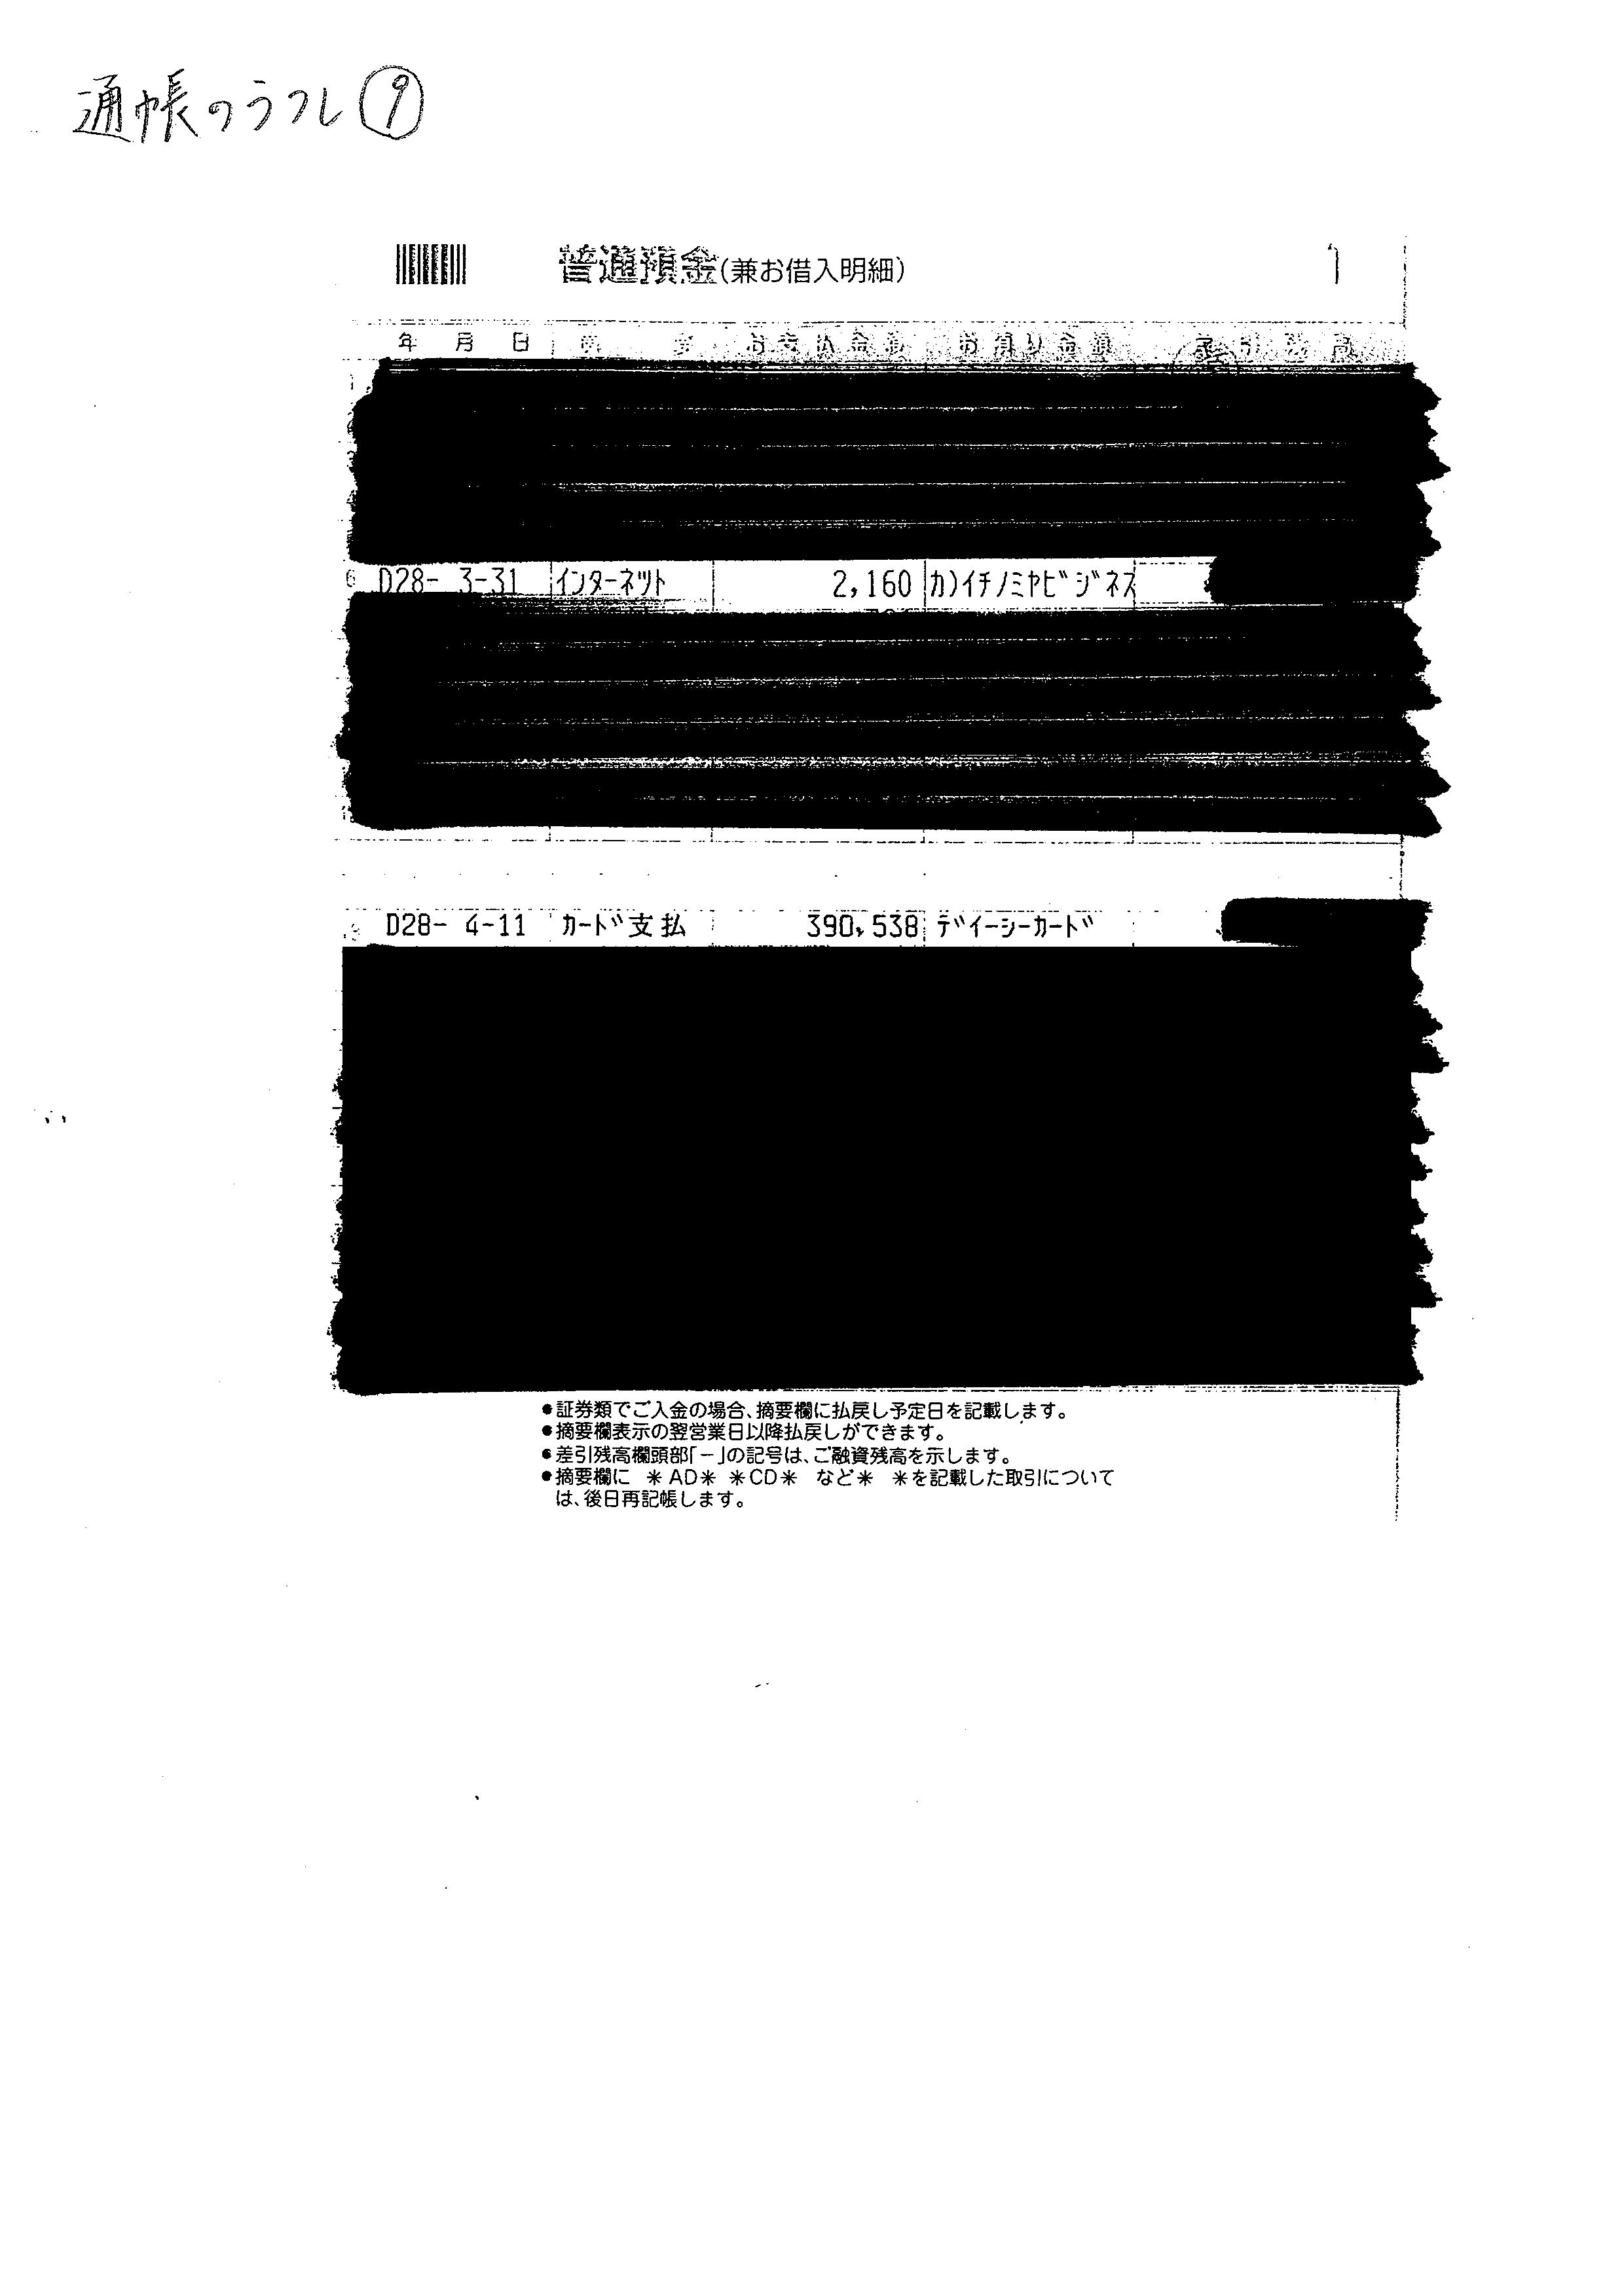 通帳のうつし⑨
普通預金(兼お借入明細)
1
年 月 日 お支払金額 お預り金額 差引残高
6 D28- 3-31 インターネット 2,160 カ)イチノミヤビジネス
D28- 4-11 カード支払 390,538 デイーシーカード
●証券類でご入金の場合、摘要欄に払戻し予定日を記載します。
●摘要欄表示の翌営業日以降払戻しができます。
●差引残高欄頭部「-」の記号は、ご融資残高を示します。
●摘要欄に ＊AD＊ ＊CD＊ など＊ ＊を記載した取引について
は、後日再記帳します。